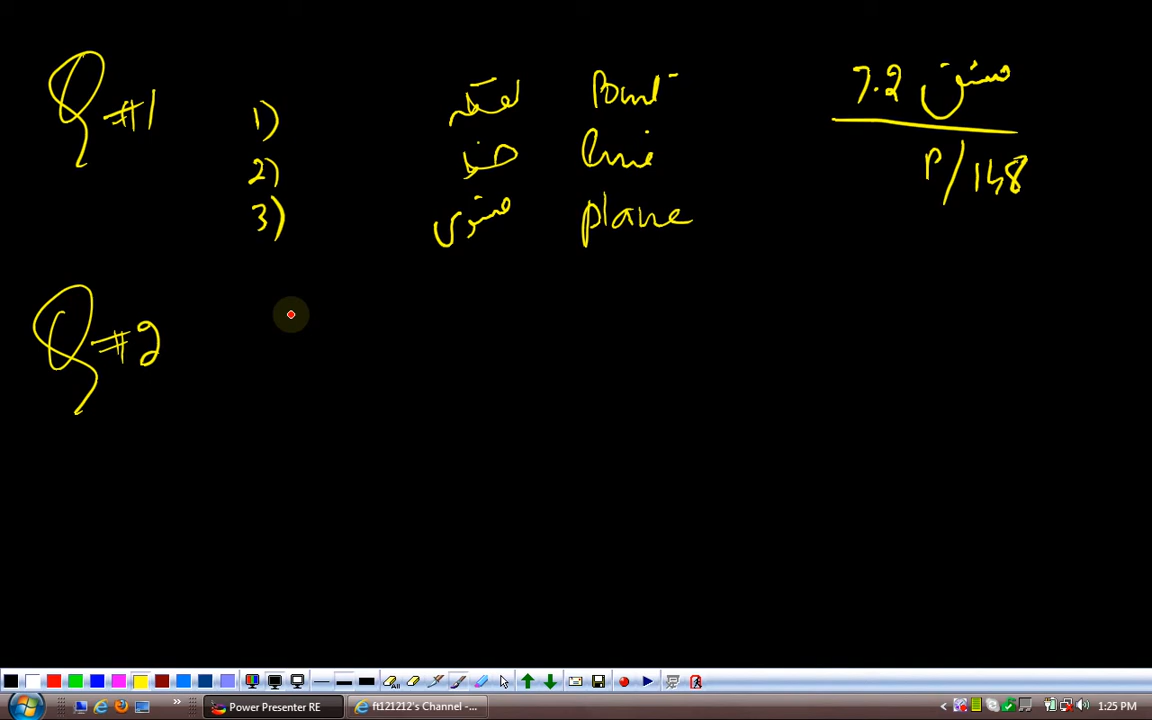 Q#1
1) نقطہ Point
2) خط line
3) مستوی plane
مشق 7.2
P/148
Q#2
Power Presenter RE
ft121212's Channel -...
1:25 PM